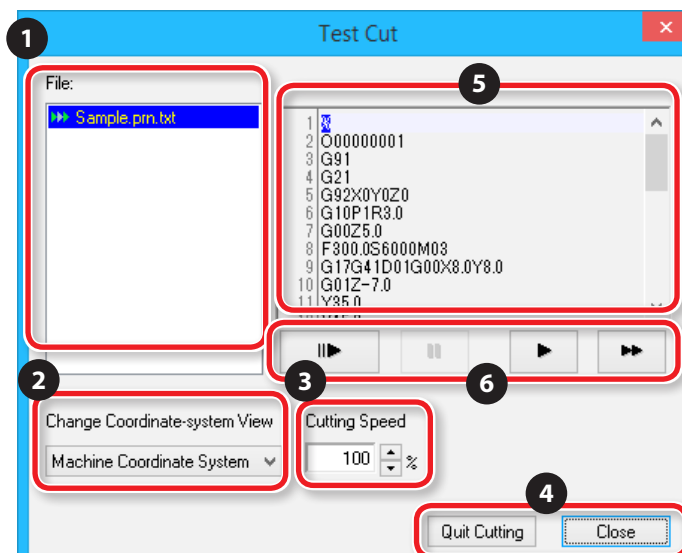 1
Test Cut
File:
Sample.prn.txt
5
1 %
2 O00000001
3 G91
4 G21
5 G92X0Y0Z0
6 G10P1R3.0
7 G00Z5.0
8 F300.0S6000M03
9 G17G41D01G00X8.0Y8.0
10 G01Z-7.0
11 Y35.0
2
3
6
Change Coordinate-system View
Machine Coordinate System
Cutting Speed
100 %
4
Quit Cutting
Close